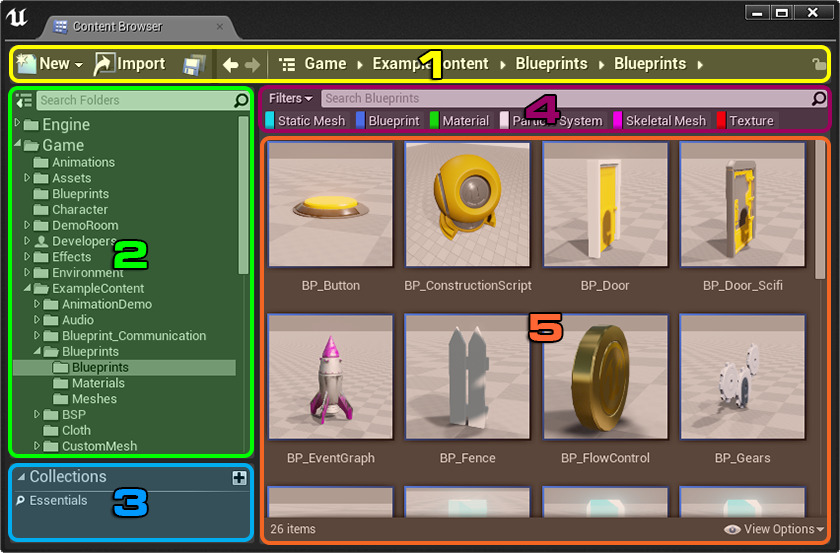 Content Browser
New Import Game ExampleContent Blueprints Blueprints
1
Search Folders
Engine
Game
Animations
Assets
Blueprints
Character
DemoRoom
Developers
Effects
Environment
ExampleContent
AnimationDemo
Audio
Blueprint_Communication
Blueprints
Blueprints
Materials
Meshes
BSP
Cloth
CustomMesh
2
Collections
Essentials
3
Filters Search Blueprints
Static Mesh Blueprint Material Particle System Skeletal Mesh Texture
4
BP_Button BP_ConstructionScript BP_Door BP_Door_Scifi
5
BP_EventGraph BP_Fence BP_FlowControl BP_Gears
26 items View Options